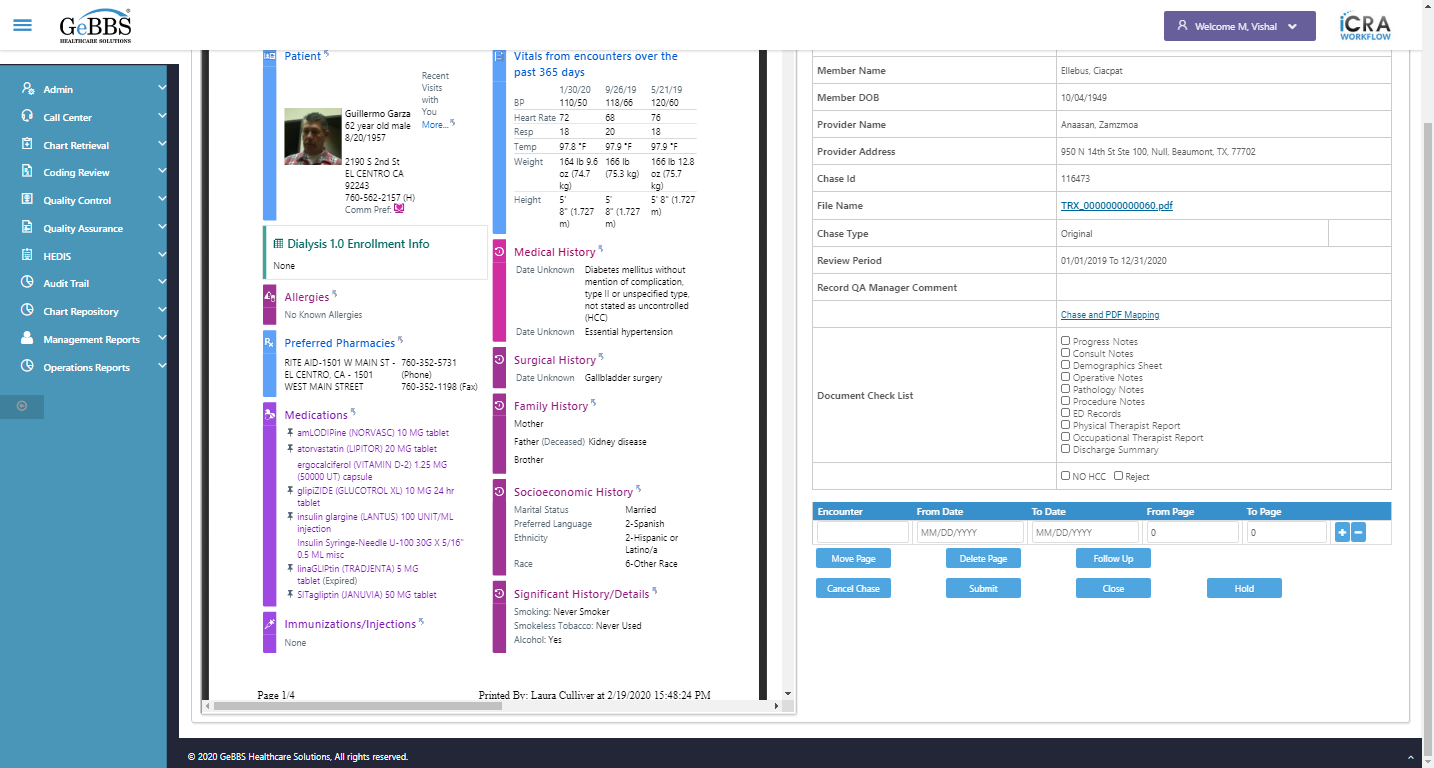 GeBBS
HEALTHCARE SOLUTIONS
Welcome M, Vishal
iCRA
WORKFLOW
Admin
Call Center
Chart Retrieval
Coding Review
Quality Control
Quality Assurance
HEDIS
Audit Trail
Chart Repository
Management Reports
Operations Reports
Patient
Recent
Visits
with
You
More...
Guillermo Garza
62 year old male
8/20/1957
2190 S 2nd St
EL CENTRO CA
92243
760-562-2157 (H)
Comm Pref:
Dialysis 1.0 Enrollment Info
None
Allergies
No Known Allergies
Preferred Pharmacies
RITE AID-1501 W MAIN ST - 760-352-5731
EL CENTRO, CA - 1501 (Phone)
WEST MAIN STREET 760-352-1198 (Fax)
Medications
amLODIPine (NORVASC) 10 MG tablet
atorvastatin (LIPITOR) 20 MG tablet
ergocalciferol (VITAMIN D-2) 1.25 MG
(50000 UT) capsule
glipiZIDE (GLUCOTROL XL) 10 MG 24 hr
tablet
insulin glargine (LANTUS) 100 UNIT/ML
injection
Insulin Syringe-Needle U-100 30G X 5/16"
0.5 ML misc
linaGLIPtin (TRADJENTA) 5 MG
tablet (Expired)
SITagliptin (JANUVIA) 50 MG tablet
Immunizations/Injections
None
Vitals from encounters over the
past 365 days
1/30/20 9/26/19 5/21/19
BP 110/50 118/66 120/60
Heart Rate 72 68 76
Resp 18 20 18
Temp 97.8 °F 97.9 °F 97.9 °F
Weight 164 lb 9.6 166 lb 166 lb 12.8
oz (74.7 (75.3 kg) oz (75.7
kg) kg)
Height 5' 5' 5' 8" (1.727
8" (1.727 8" (1.727 m)
m) m)
Medical History
Date Unknown Diabetes mellitus without
mention of complication,
type II or unspecified type,
not stated as uncontrolled
(HCC)
Date Unknown Essential hypertension
Surgical History
Date Unknown Gallbladder surgery
Family History
Mother
Father (Deceased) Kidney disease
Brother
Socioeconomic History
Marital Status Married
Preferred Language 2-Spanish
Ethnicity 2-Hispanic or
Latino/a
Race 6-Other Race
Significant History/Details
Smoking: Never Smoker
Smokeless Tobacco: Never Used
Alcohol: Yes
Page 1/4 Printed By: Laura Culliver at 2/19/2020 15:48:24 PM
Member Name Ellebus, Ciacpat
Member DOB 10/04/1949
Provider Name Anaasan, Zamzmoa
Provider Address 950 N 14th St Ste 100, Null, Beaumont, TX, 77702
Chase Id 116473
File Name TRX_0000000000060.pdf
Chase Type Original
Review Period 01/01/2019 To 12/31/2020
Record QA Manager Comment
Chase and PDF Mapping
Document Check List
Progress Notes
Consult Notes
Demographics Sheet
Operative Notes
Pathology Notes
Procedure Notes
ED Records
Physical Therapist Report
Occupational Therapist Report
Discharge Summary
NO HCC Reject
Encounter From Date To Date From Page To Page
MM/DD/YYYY MM/DD/YYYY 0 0
Move Page Delete Page Follow Up
Cancel Chase Submit Close Hold
© 2020 GeBBS Healthcare Solutions, All rights reserved.